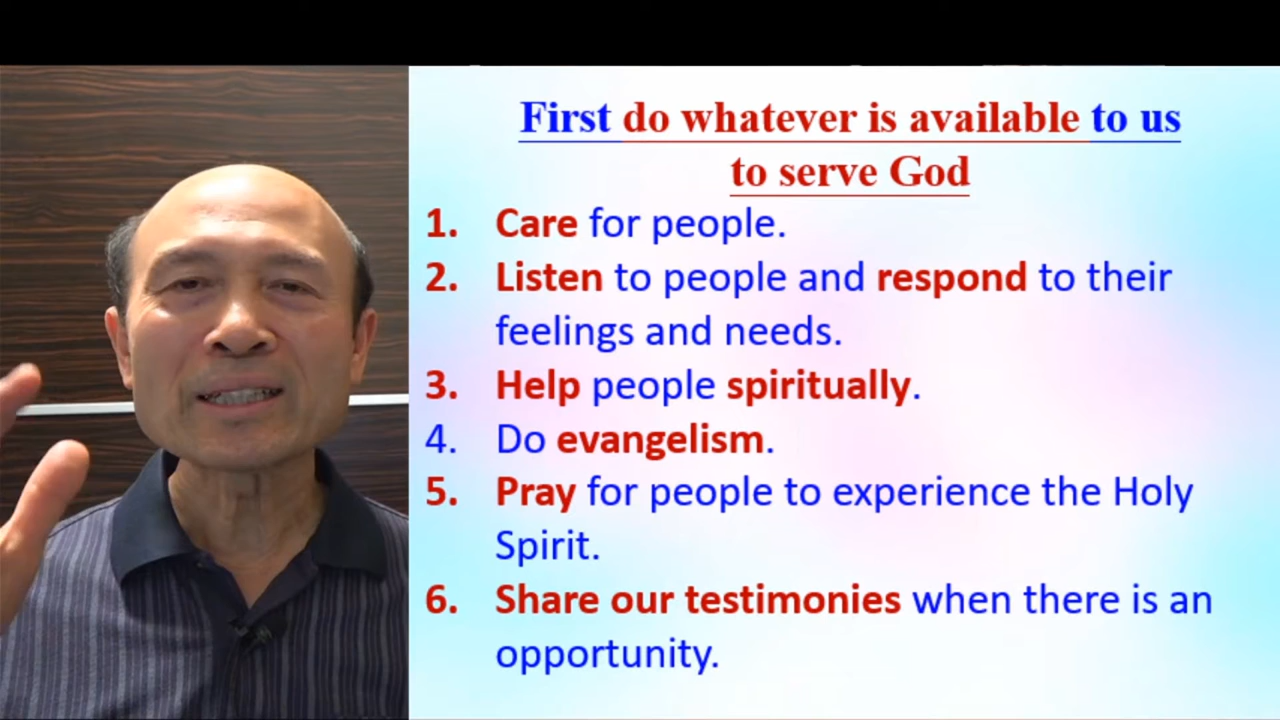 First do whatever is available to us
to serve God
1. Care for people.
2. Listen to people and respond to their
feelings and needs.
3. Help people spiritually.
4. Do evangelism.
5. Pray for people to experience the Holy
Spirit.
6. Share our testimonies when there is an
opportunity.